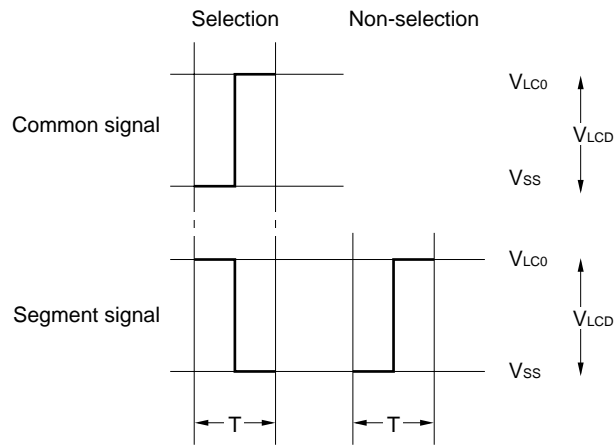 Selection Non-selection
VLC0
Common signal
VLCD
VSS
VLC0
Segment signal
VLCD
VSS
T T